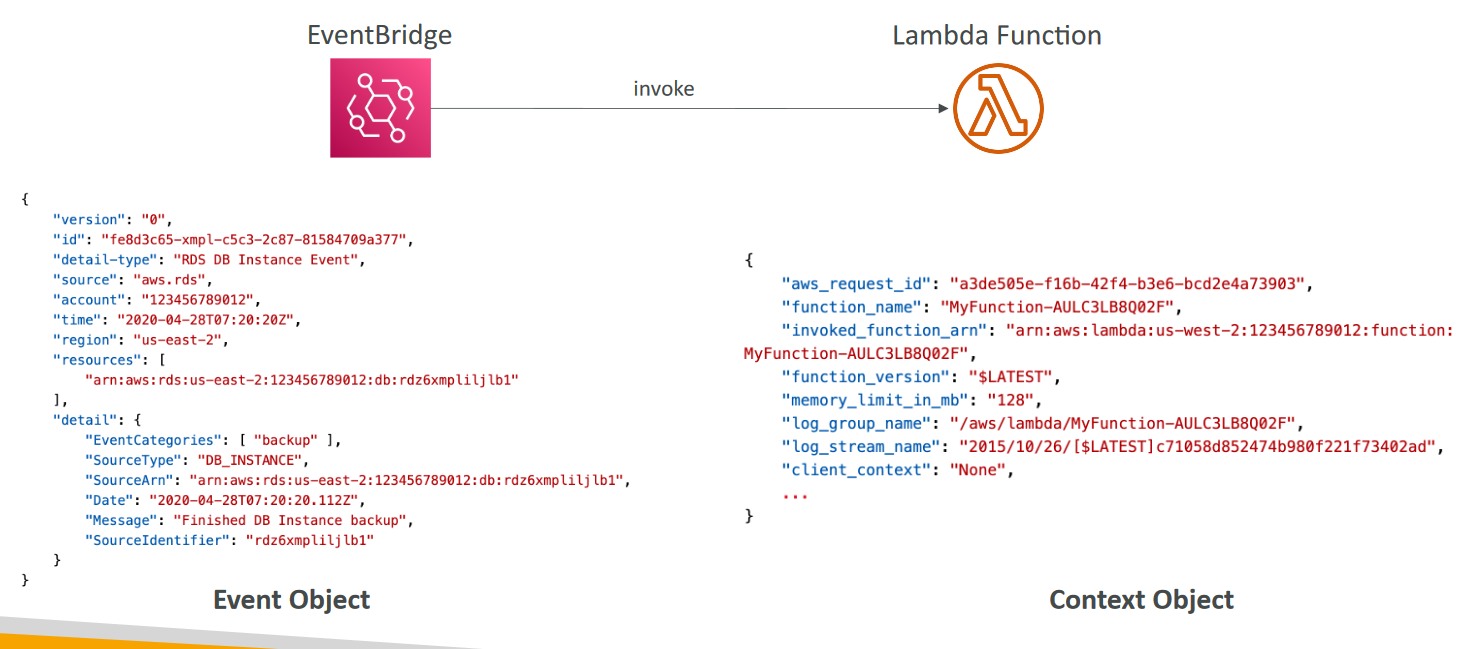 EventBridge
Lambda Function
invoke
{
"version": "0",
"id": "fe8d3c65-xmpl-c5c3-2c87-81584709a377",
"detail-type": "RDS DB Instance Event",
"source": "aws.rds",
"account": "123456789012",
"time": "2020-04-28T07:20:20Z",
"region": "us-east-2",
"resources": [
"arn:aws:rds:us-east-2:123456789012:db:rdz6xmpliljlb1"
],
"detail": {
"EventCategories": [ "backup" ],
"SourceType": "DB_INSTANCE",
"SourceArn": "arn:aws:rds:us-east-2:123456789012:db:rdz6xmpliljlb1",
"Date": "2020-04-28T07:20:20.112Z",
"Message": "Finished DB Instance backup",
"SourceIdentifier": "rdz6xmpliljlb1"
}
}
Event Object
{
"aws_request_id": "a3de505e-f16b-42f4-b3e6-bcd2e4a73903",
"function_name": "MyFunction-AULC3LB8Q02F",
"invoked_function_arn": "arn:aws:lambda:us-west-2:123456789012:function:
MyFunction-AULC3LB8Q02F",
"function_version": "$LATEST",
"memory_limit_in_mb": "128",
"log_group_name": "/aws/lambda/MyFunction-AULC3LB8Q02F",
"log_stream_name": "2015/10/26/[$LATEST]c71058d852474b980f221f73402ad",
"client_context": "None",
...
}
Context Object